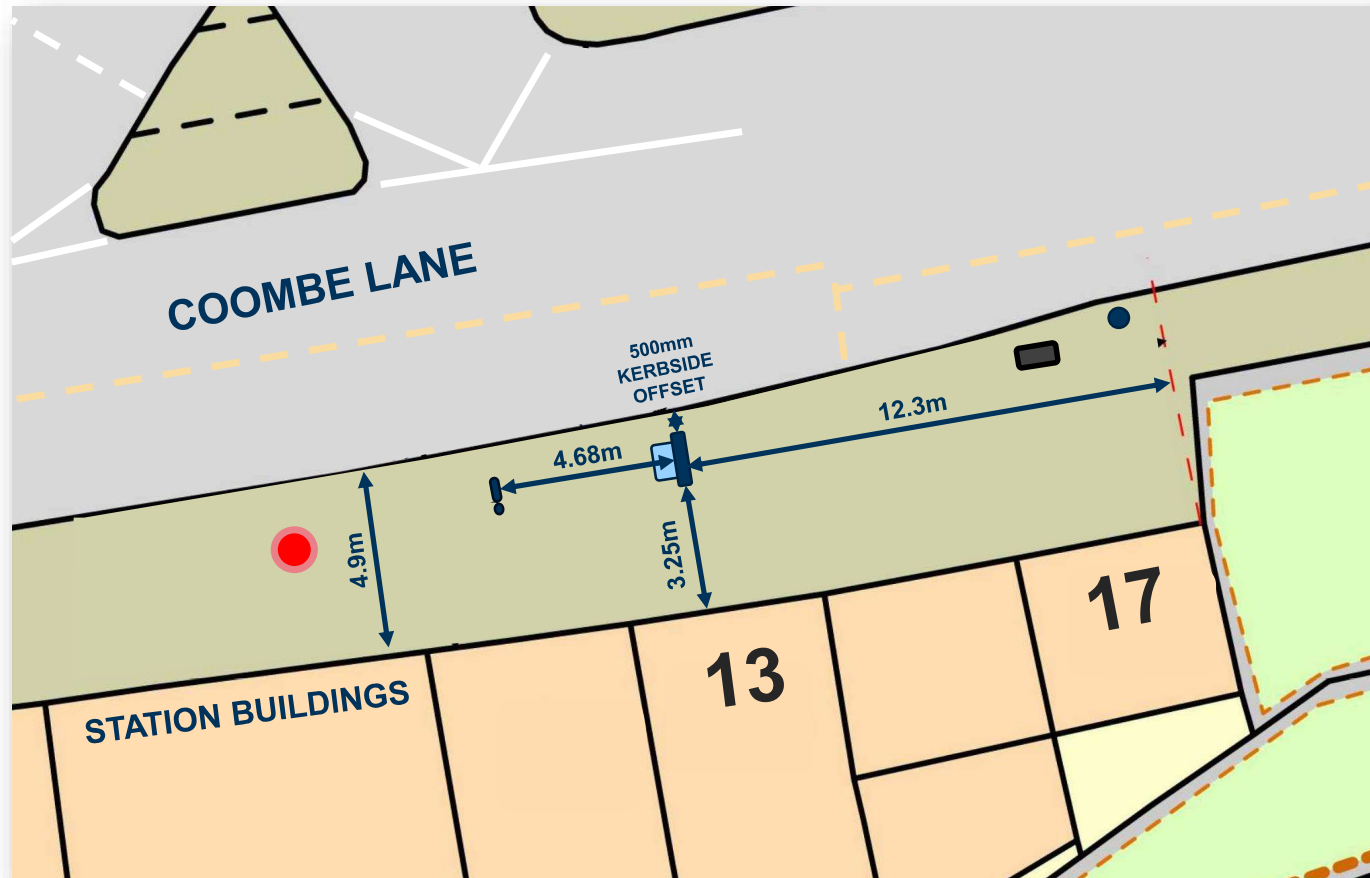 COOMBE LANE
500mm
KERBSIDE
OFFSET
12.3m
4.68m
4.9m
3.25m
17
13
STATION BUILDINGS